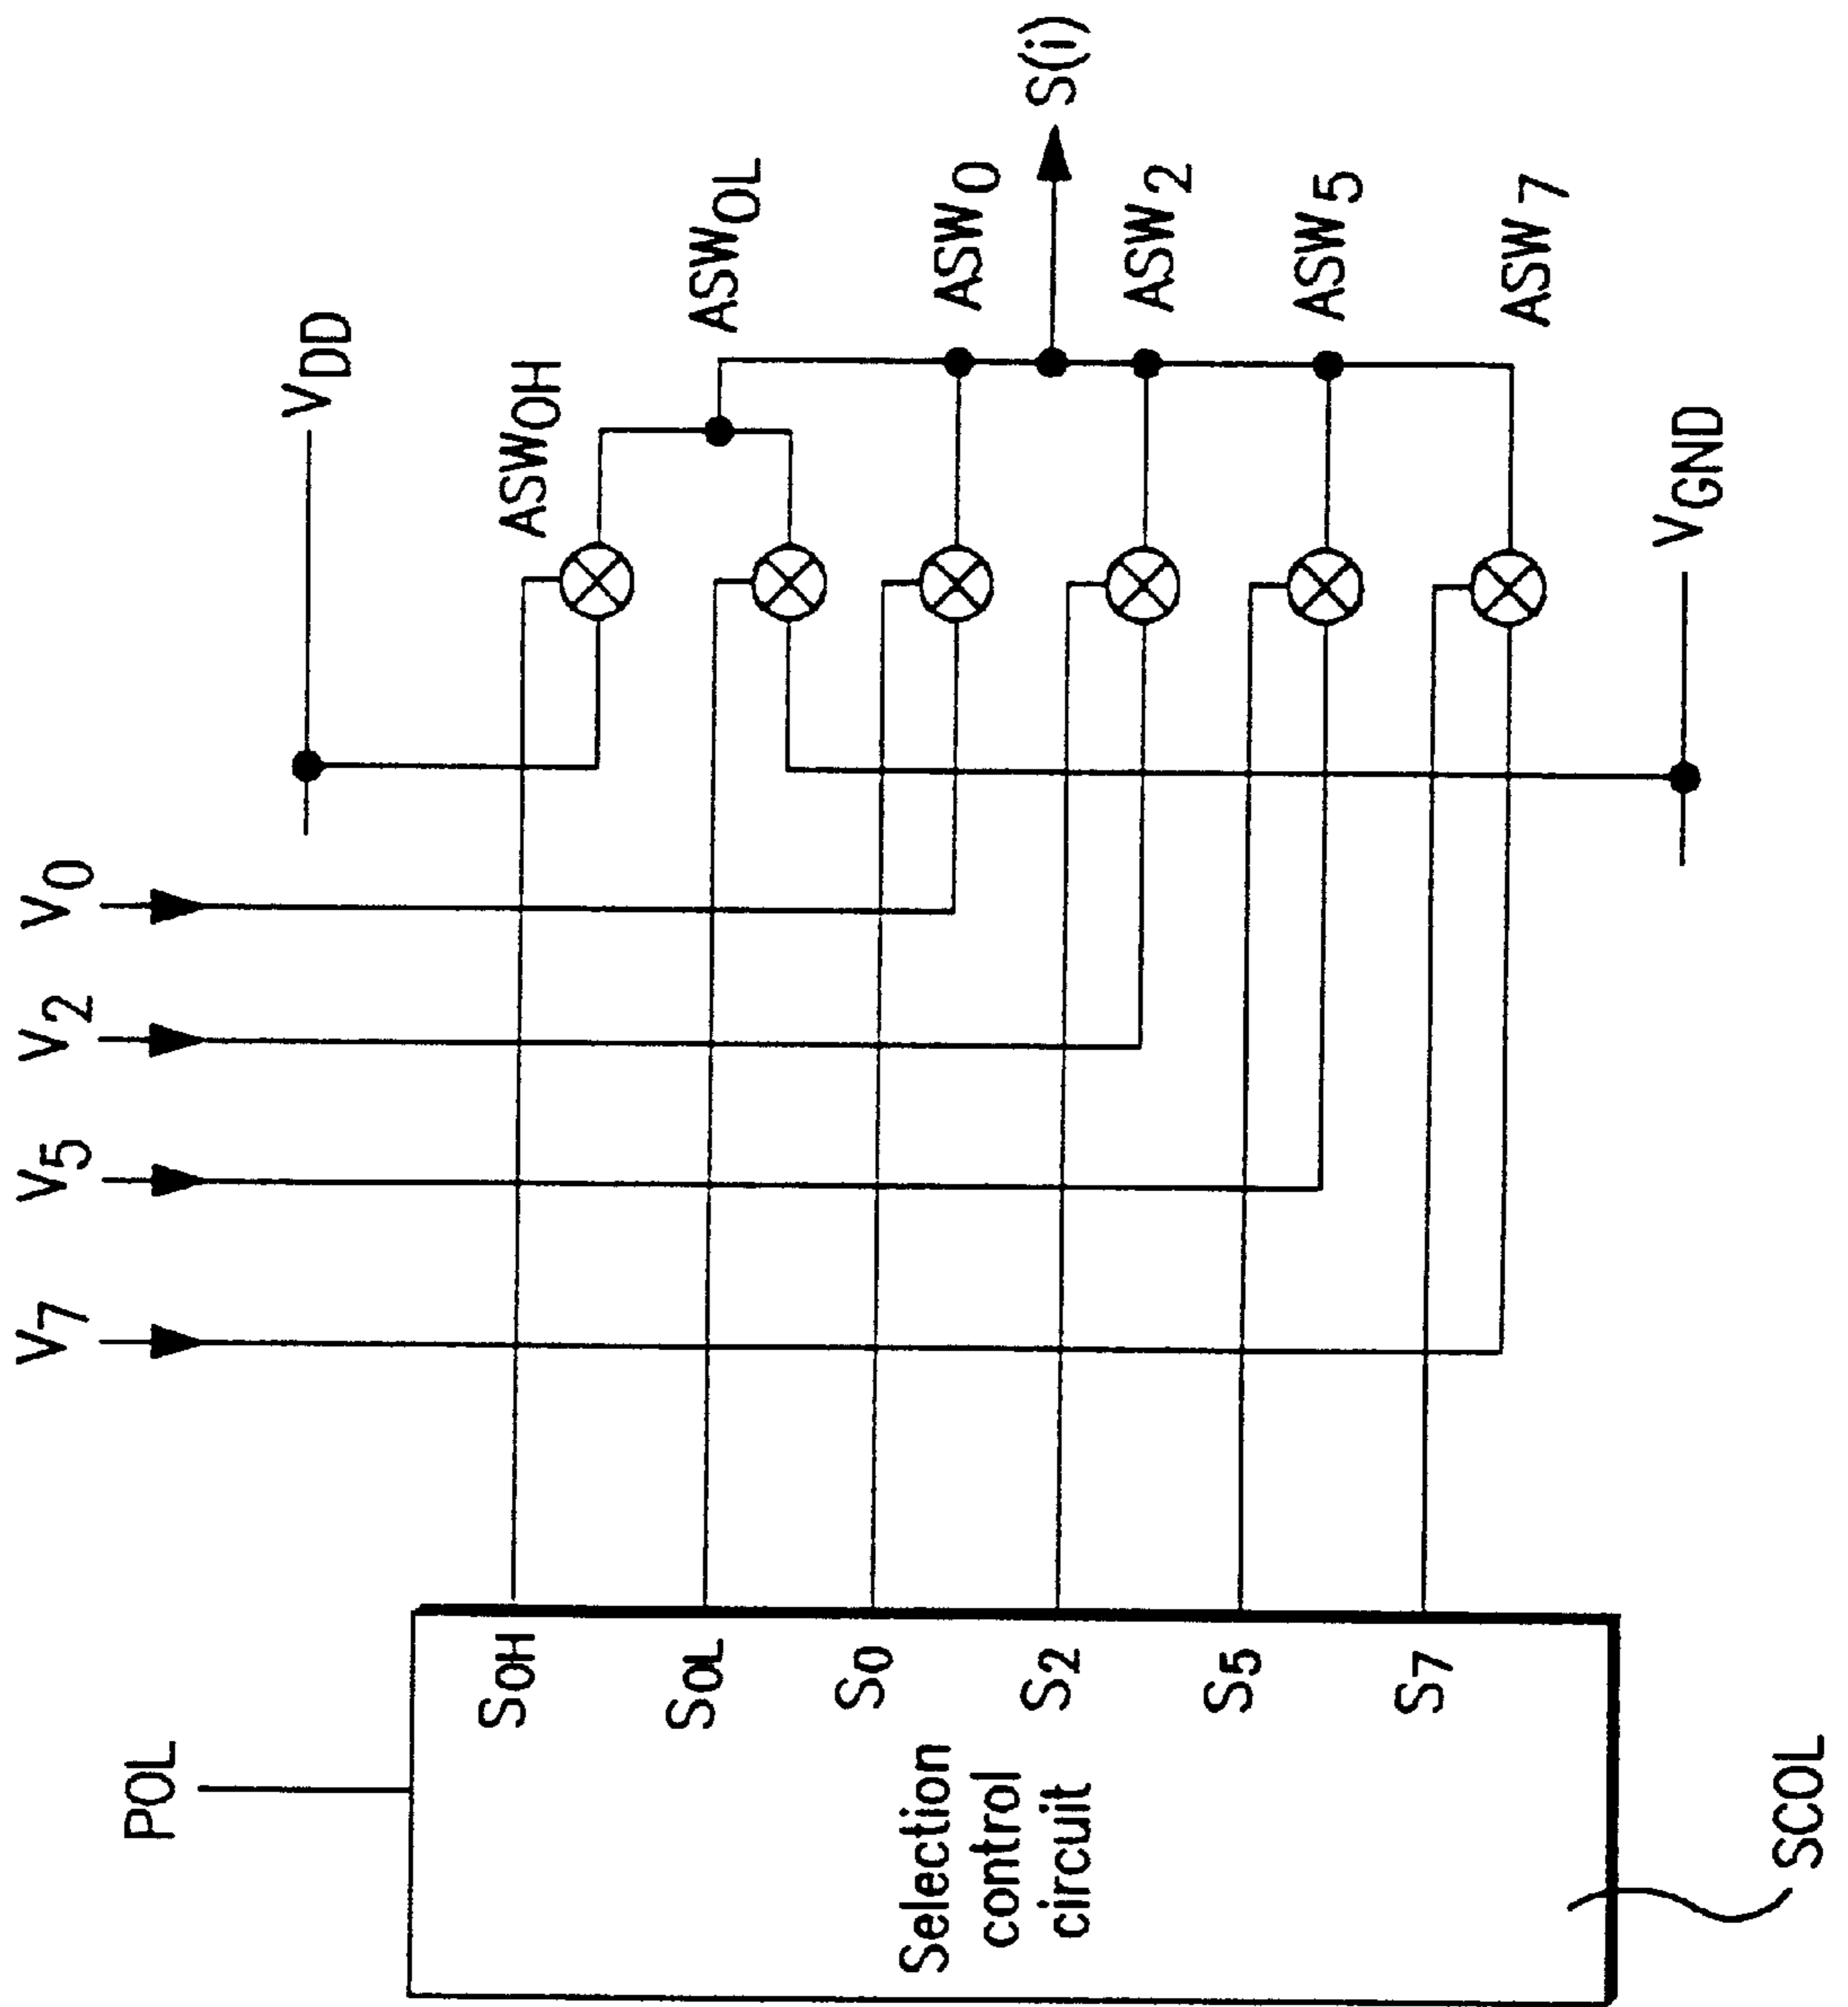 POL
Selection
control
circuit
SOH
SOL
S0
S2
S5
S7
SCOL
V7
V5
V2
V0
VDD
ASWOH
ASWOL
ASW0
ASW2
ASW5
ASW7
S(i)
VGND